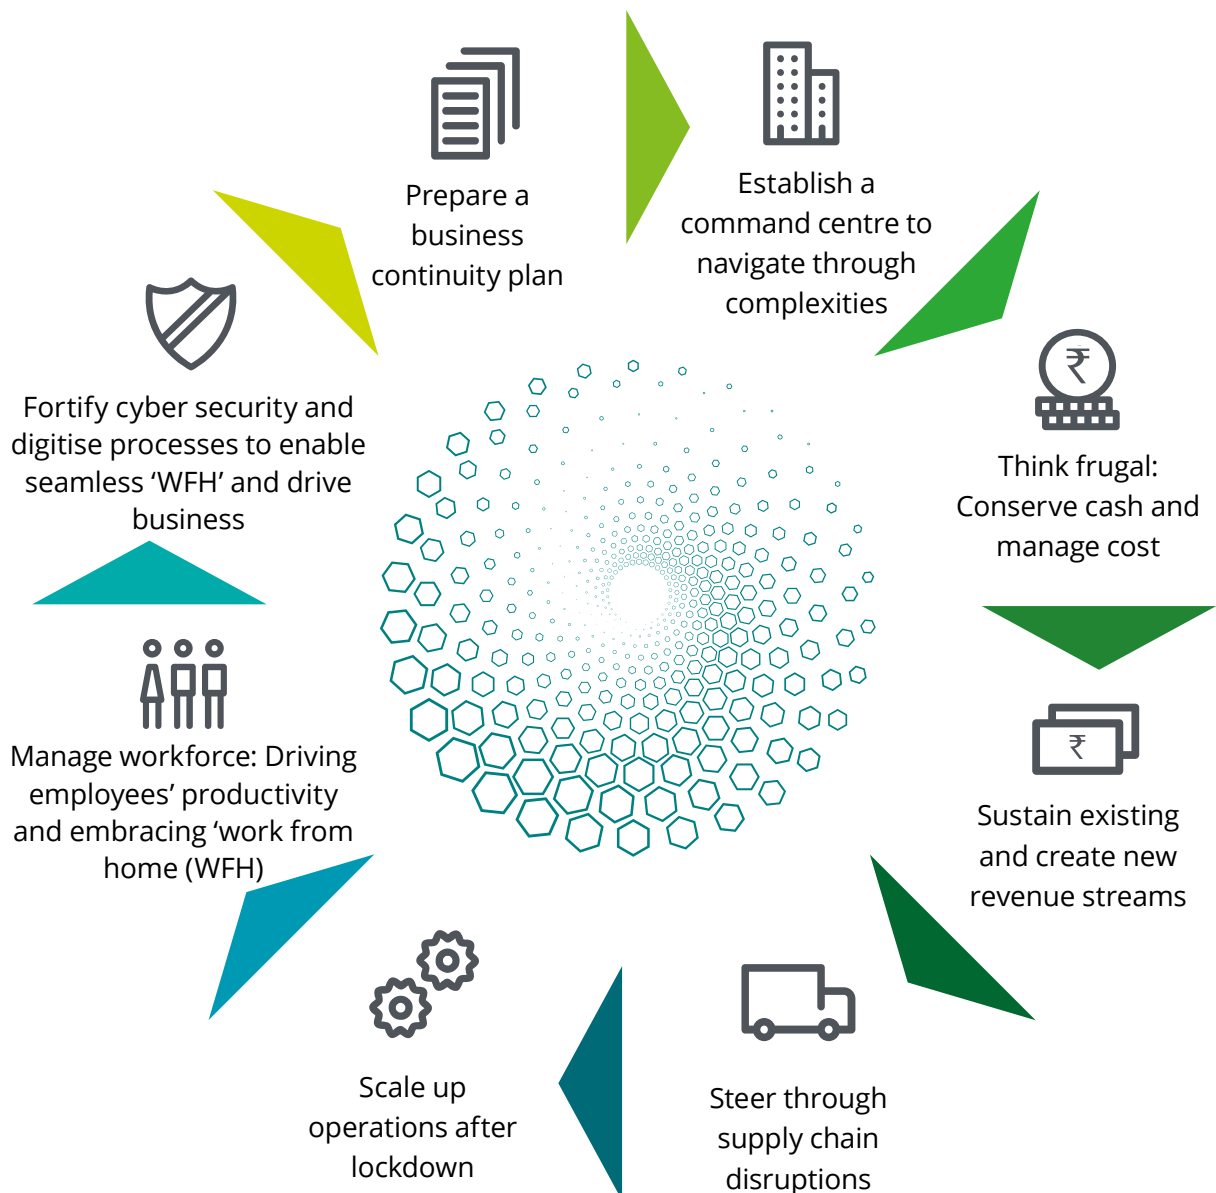 Prepare a
business
continuity plan
Establish a
command centre to
navigate through
complexities
₹
Think frugal:
Conserve cash and
manage cost
₹
Sustain existing
and create new
revenue streams
Steer through
supply chain
disruptions
Scale up
operations after
lockdown
Manage workforce: Driving
employees’ productivity
and embracing ‘work from
home (WFH)
Fortify cyber security and
digitise processes to enable
seamless ‘WFH’ and drive
business